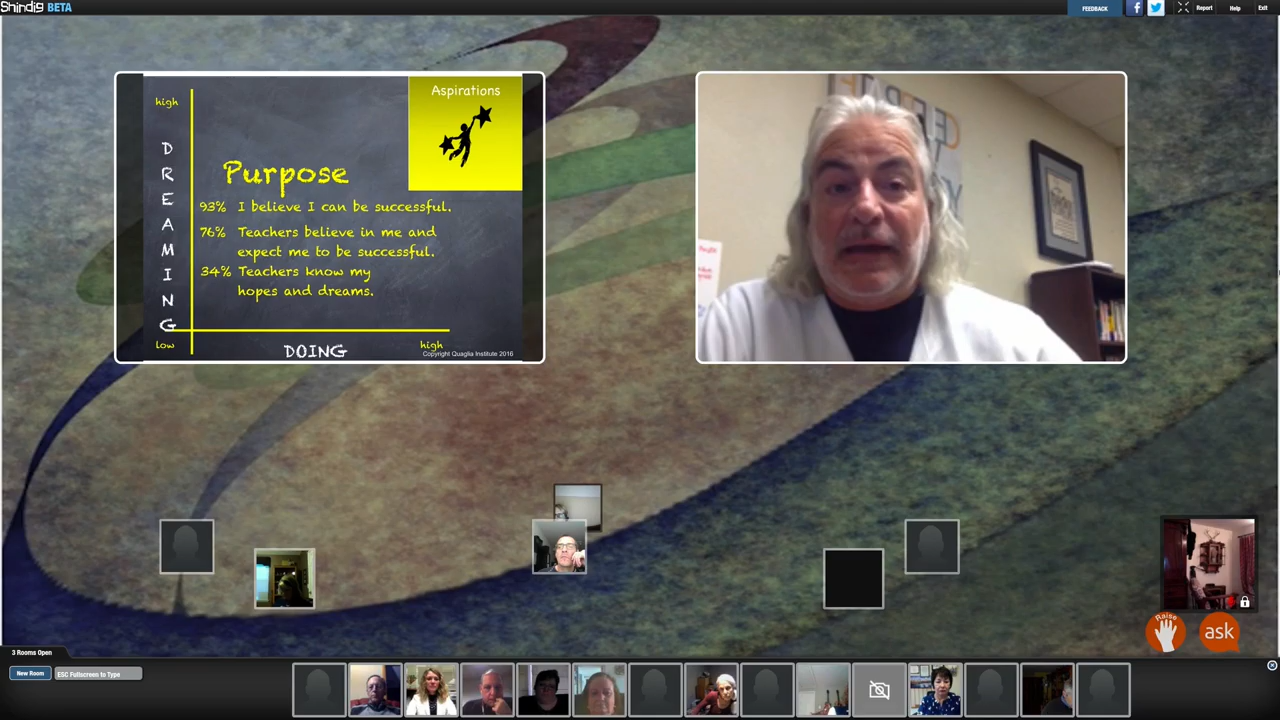 Shindig BETA
FEEDBACK
Report
Help
Exit
high
Aspirations
DREAMING
Purpose
93% I believe I can be successful.
76% Teachers believe in me and
expect me to be successful.
34% Teachers know my
hopes and dreams.
low
DOING
high
Copyright Quaglia Institute 2016
Raise
ask
3 Rooms Open
New Room
ESC Fullscreen to Type